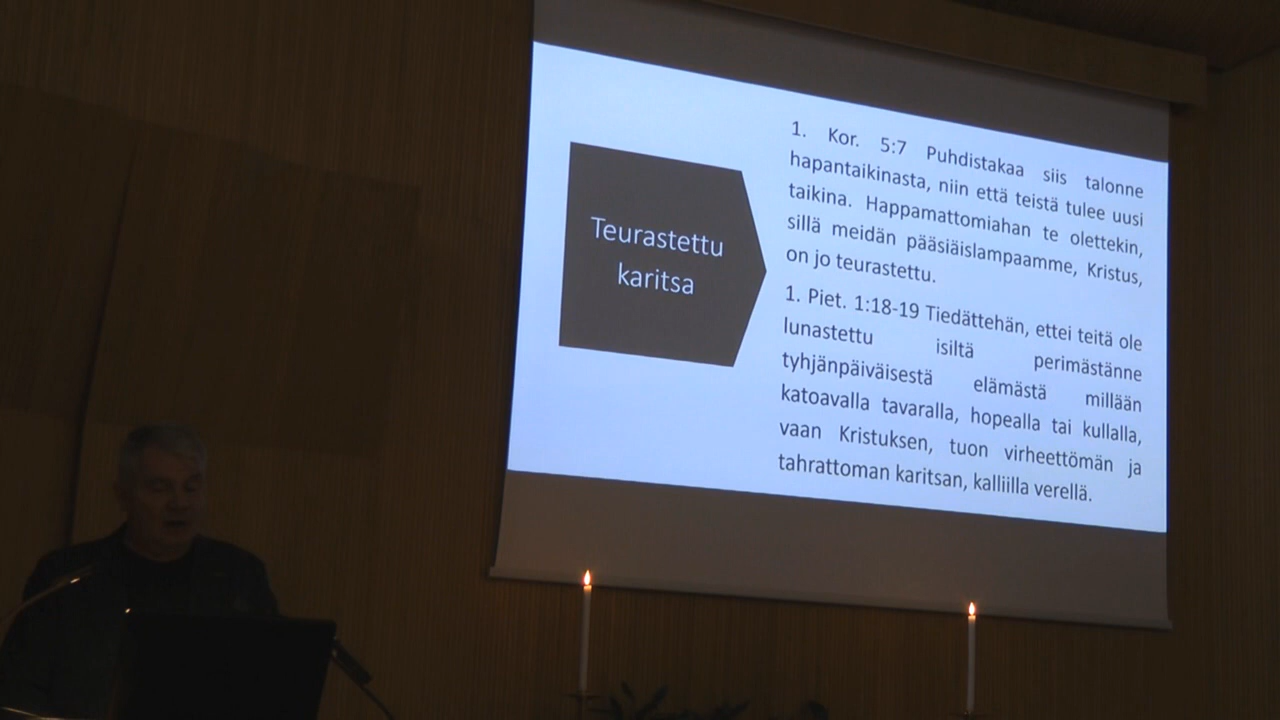 Teurastettu
karitsa
1. Kor. 5:7 Puhdistakaa siis talonne
hapantaikinasta, niin että teistä tulee uusi
taikina. Happamattomiahan te olettekin,
sillä meidän pääsiäislampaamme, Kristus,
on jo teurastettu.
1. Piet. 1:18-19 Tiedättehän, ettei teitä ole
lunastettu isiltä perimästänne
tyhjänpäiväisestä elämästä millään
katoavalla tavaralla, hopealla tai kullalla,
vaan Kristuksen, tuon virheettömän ja
tahrattoman karitsan, kalliilla verellä.